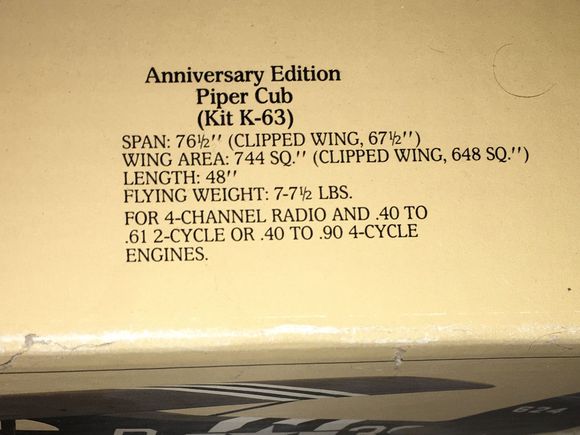 Anniversary Edition
Piper Cub
(Kit K-63)
SPAN: 76½″ (CLIPPED WING, 67½″)
WING AREA: 744 SQ.″ (CLIPPED WING, 648 SQ.″)
LENGTH: 48″
FLYING WEIGHT: 7-7½ LBS.
FOR 4-CHANNEL RADIO AND .40 TO
.61 2-CYCLE OR .40 TO .90 4-CYCLE
ENGINES.
624